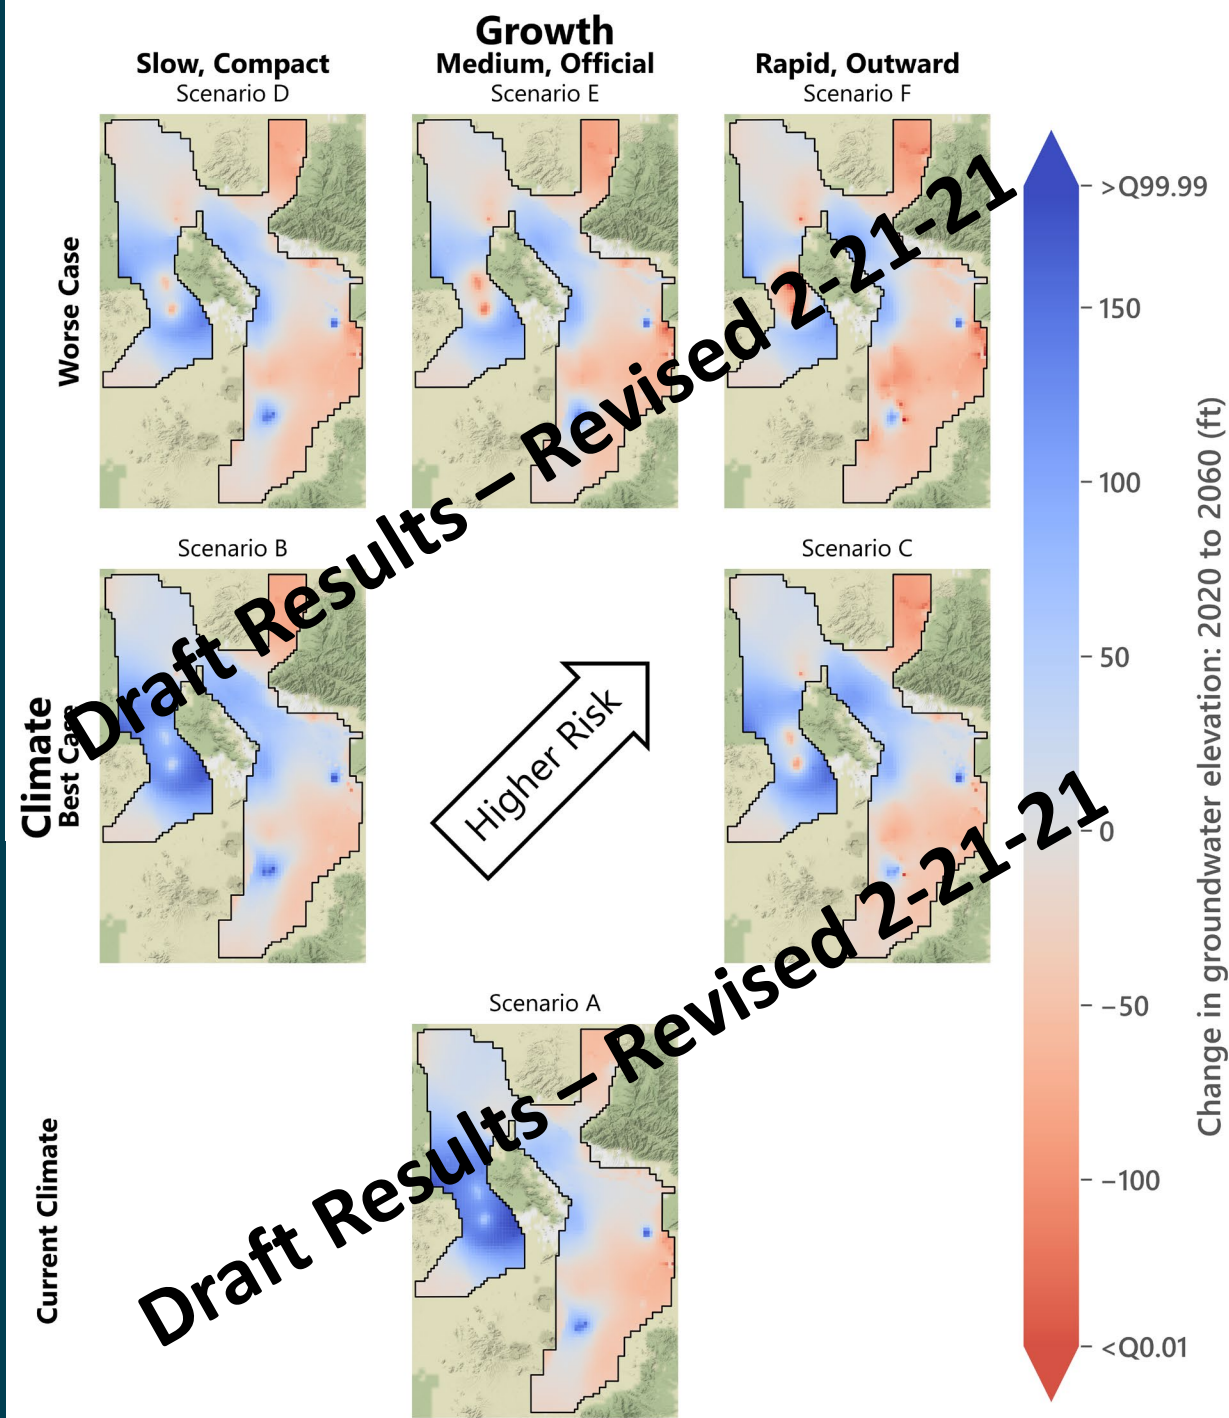 Growth
Slow, Compact
Medium, Official
Rapid, Outward
Scenario D
Scenario E
Scenario F
Worse Case
Scenario B
Scenario C
Climate
Best Case
Higher Risk
Scenario A
Current Climate
Draft Results – Revised 2-21-21
Draft Results – Revised 2-21-21
>Q99.99
150
100
50
0
−50
−100
<Q0.01
Change in groundwater elevation: 2020 to 2060 (ft)